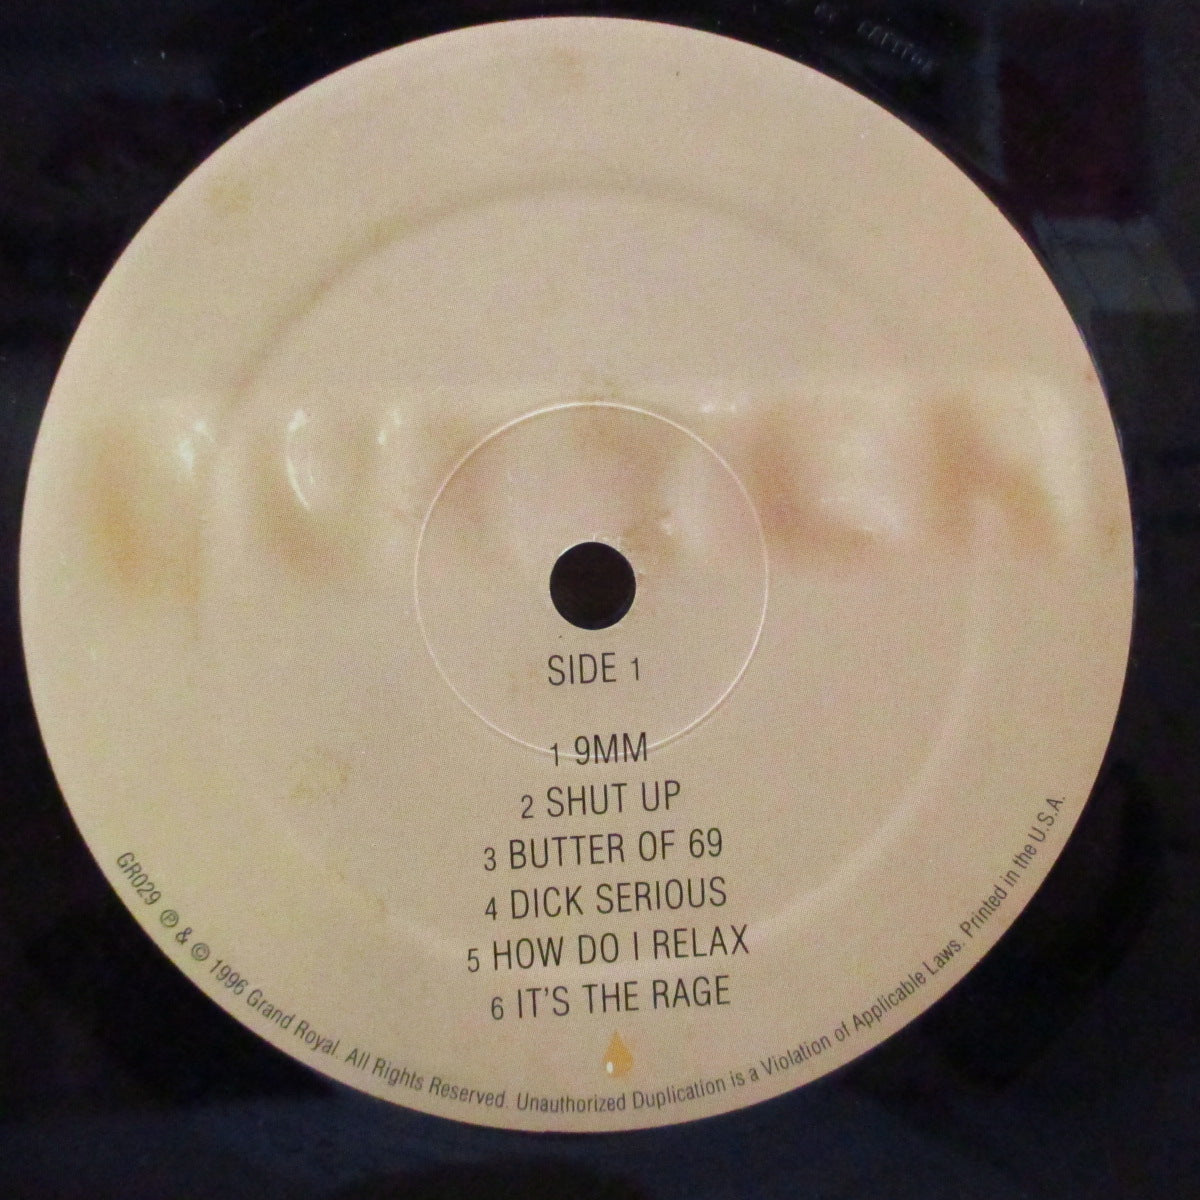 SIDE 1
1 9MM
2 SHUT UP
3 BUTTER OF 69
4 DICK SERIOUS
5 HOW DO I RELAX
6 IT'S THE RAGE
GR029 ℗ & © 1996 Grand Royal. All Rights Reserved. Unauthorized Duplication is a Violation of Applicable Laws. Printed in the U.S.A.